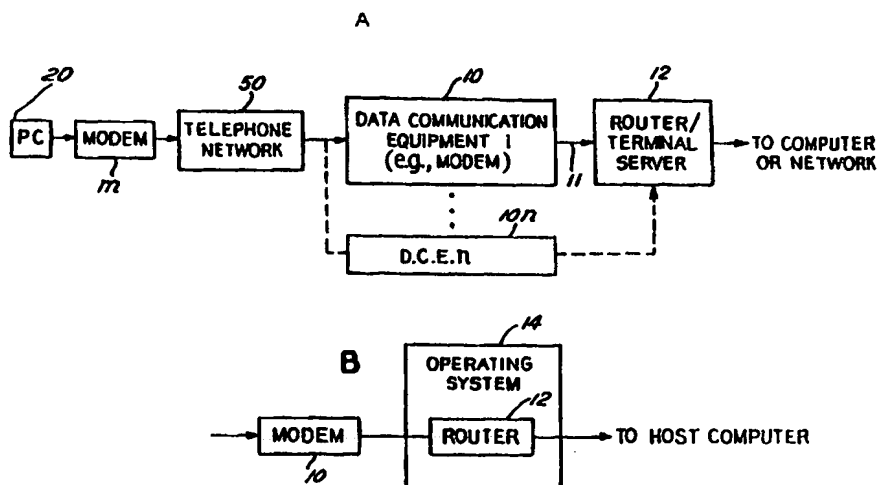 A
20
PC
MODEM
m
50
TELEPHONE
NETWORK
10
DATA COMMUNICATION
EQUIPMENT 1
(e.g., MODEM)
11
12
ROUTER/
TERMINAL
SERVER
TO COMPUTER
OR NETWORK
10n
D.C.E.n
B
14
OPERATING
SYSTEM
MODEM
10
12
ROUTER
TO HOST COMPUTER